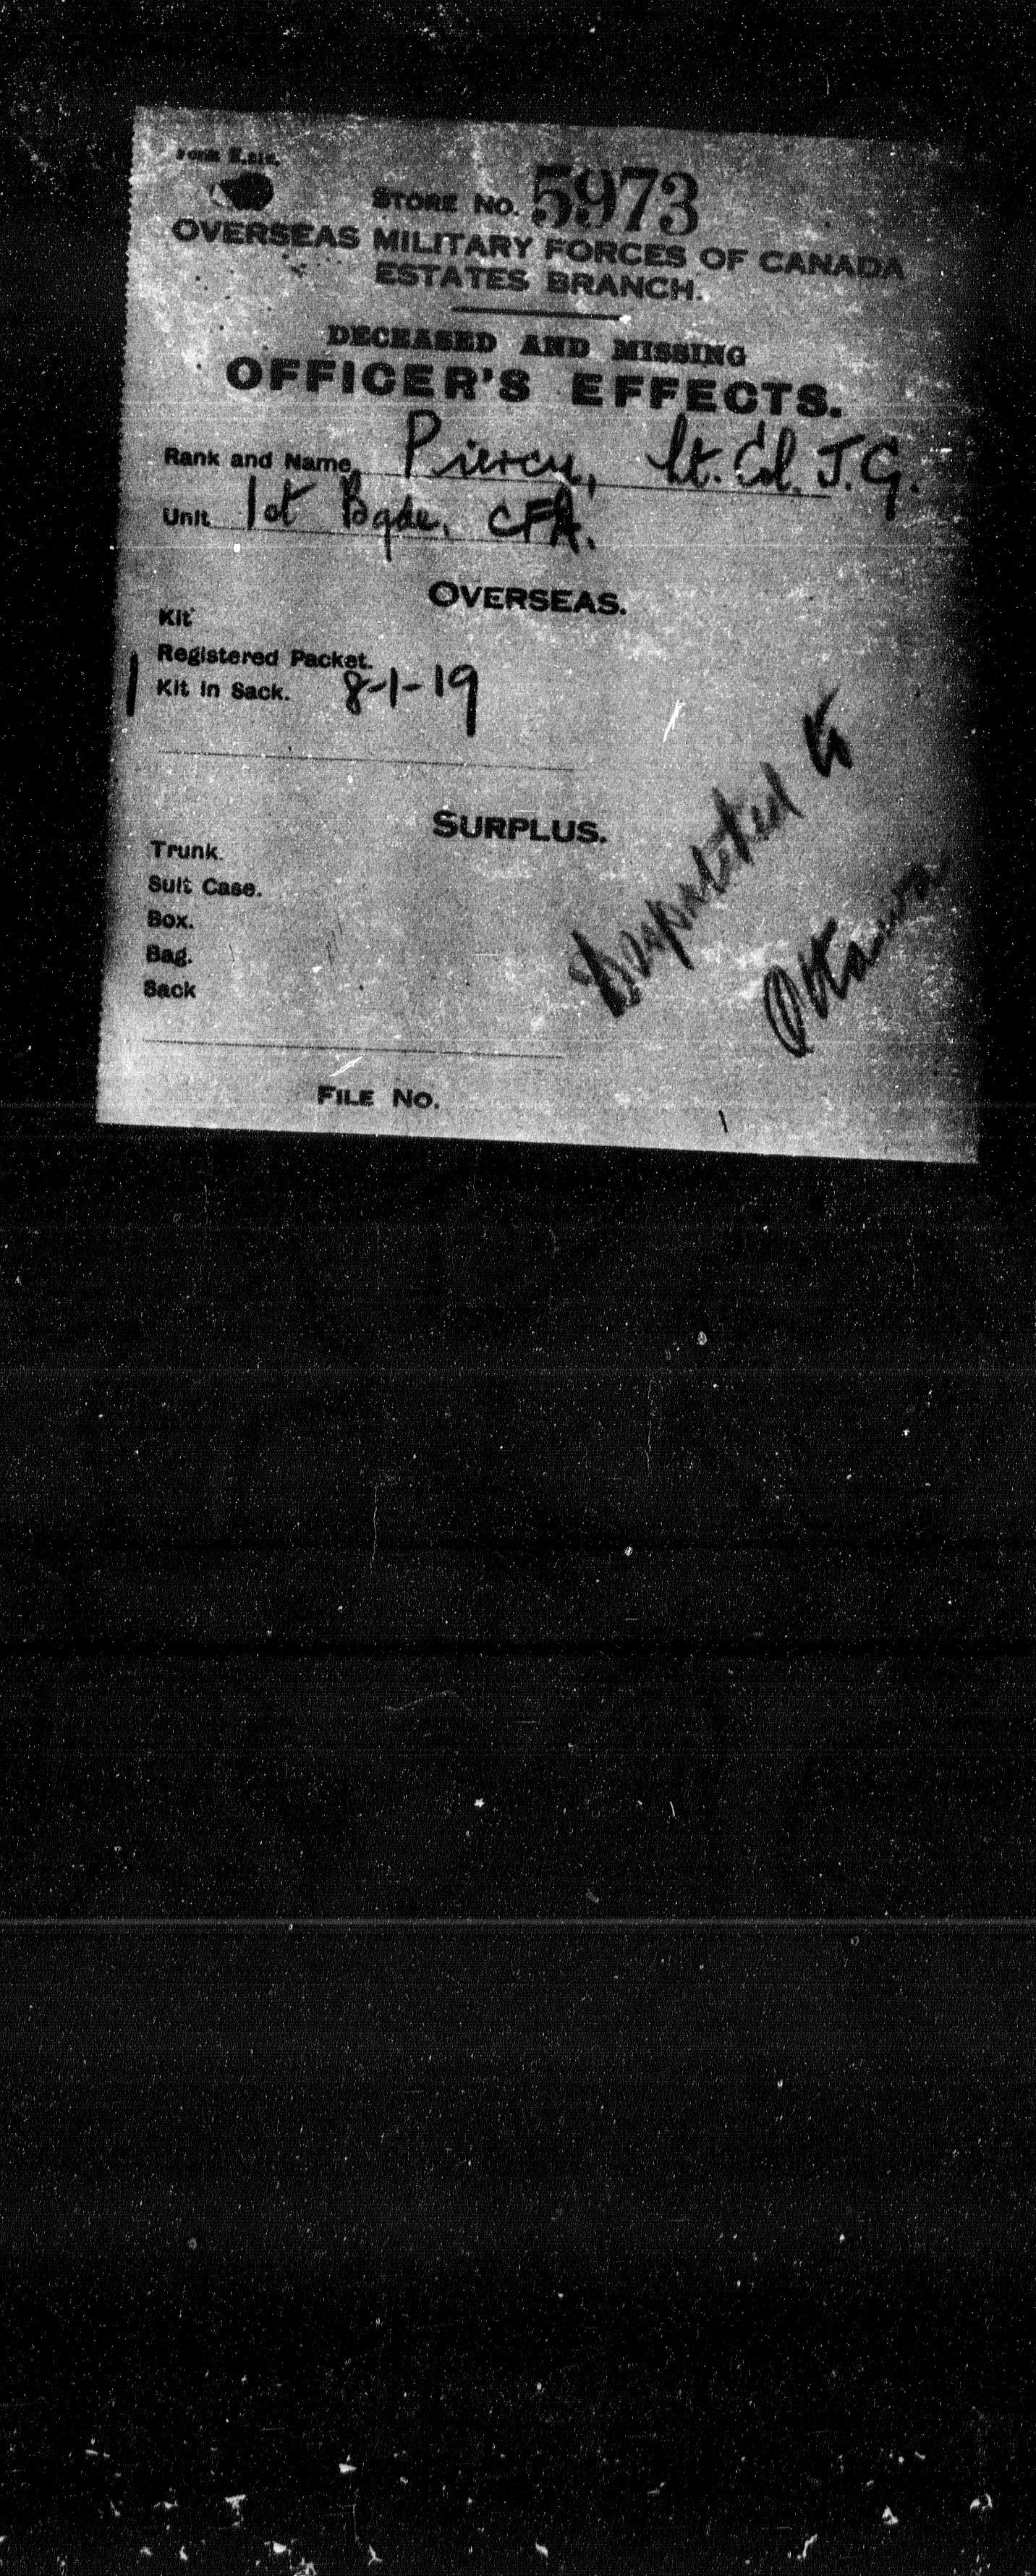 STORE NO. 5973
OVERSEAS MILITARY FORCES OF CANADA
ESTATES BRANCH.
DECEASED AND MISSING
OFFICER'S EFFECTS.
Rank and Name Piercy, Lt. Col. J.G.
Unit 1st Bgde. CFA.
OVERSEAS.
Kit
Registered Packet.
1 Kit in Sack. 8-1-19
SURPLUS.
Trunk.
Suit Case.
Box.
Bag.
Sack
Despatched to
Ottawa
FILE NO.